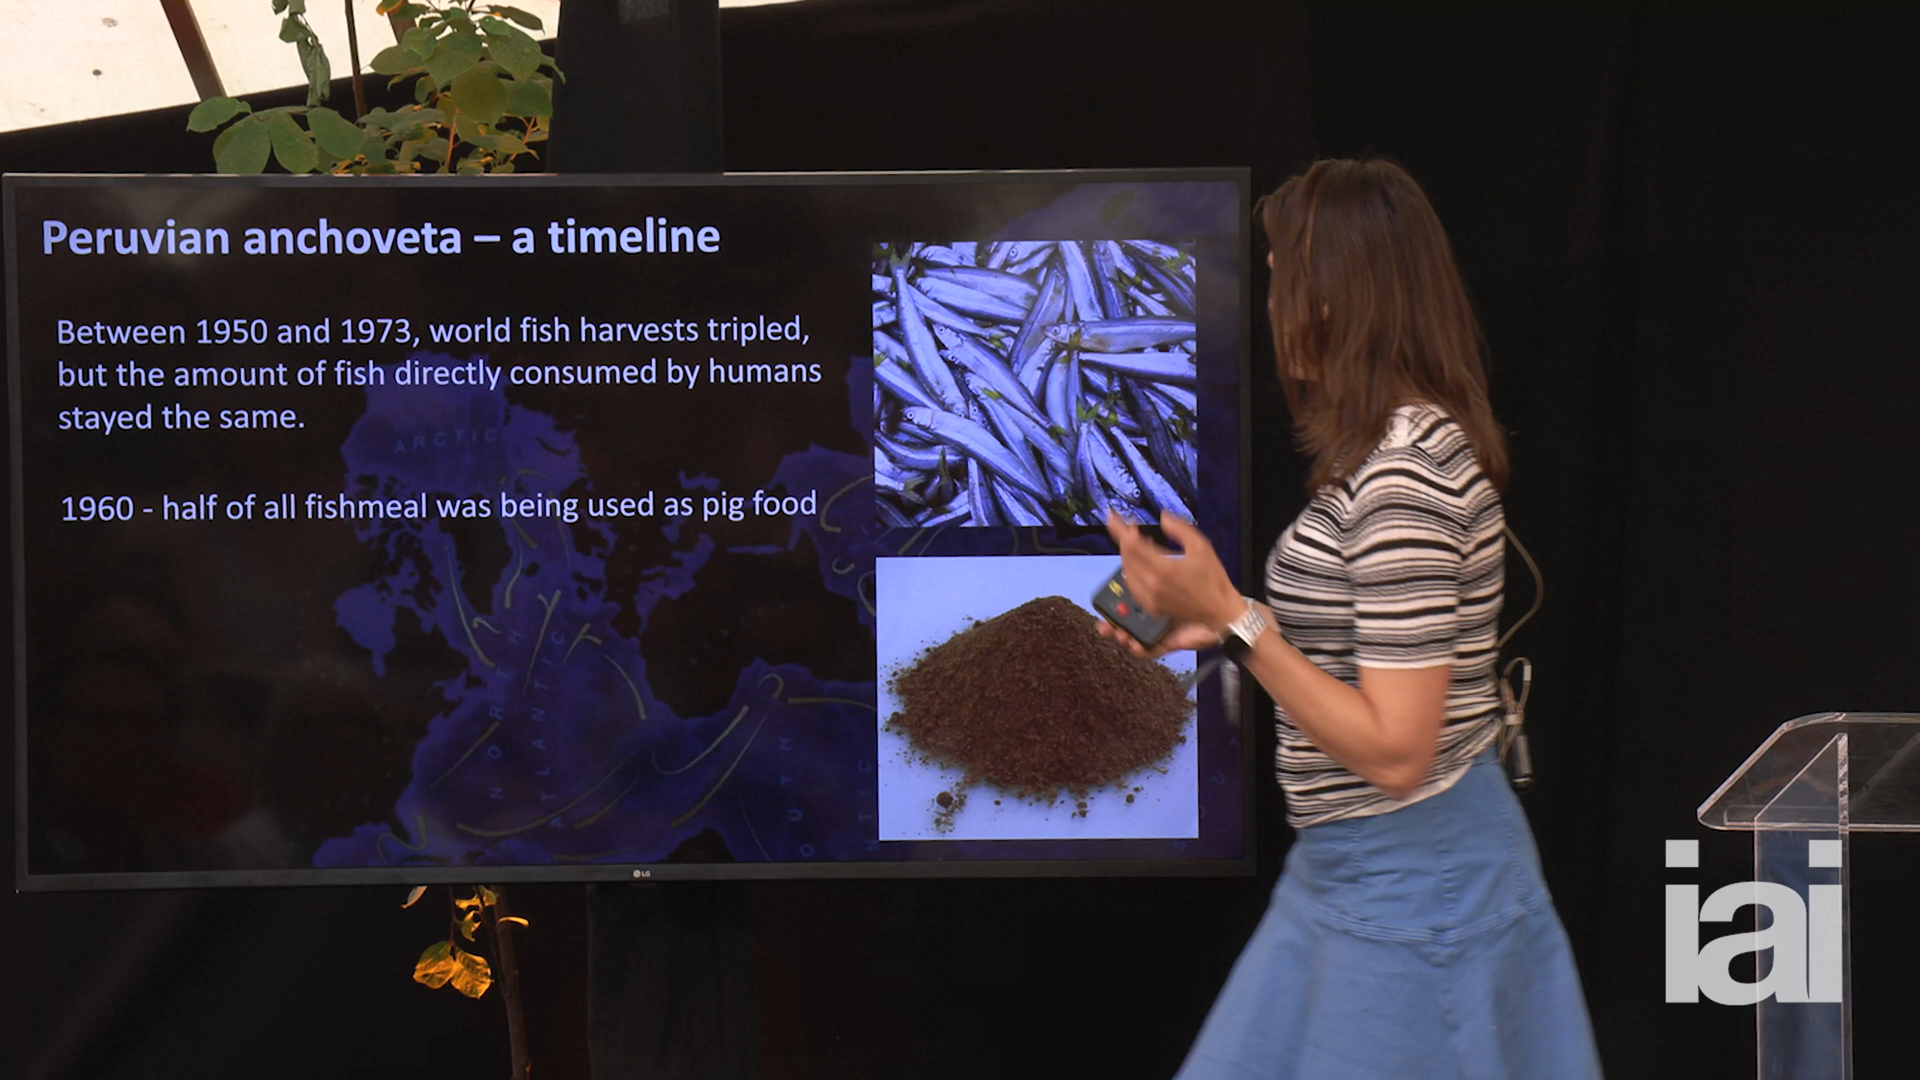 Peruvian anchoveta – a timeline
Between 1950 and 1973, world fish harvests tripled,
but the amount of fish directly consumed by humans
stayed the same.
1960 - half of all fishmeal was being used as pig food
ARCTIC
NORTH
ATLANTIC
LG
iai